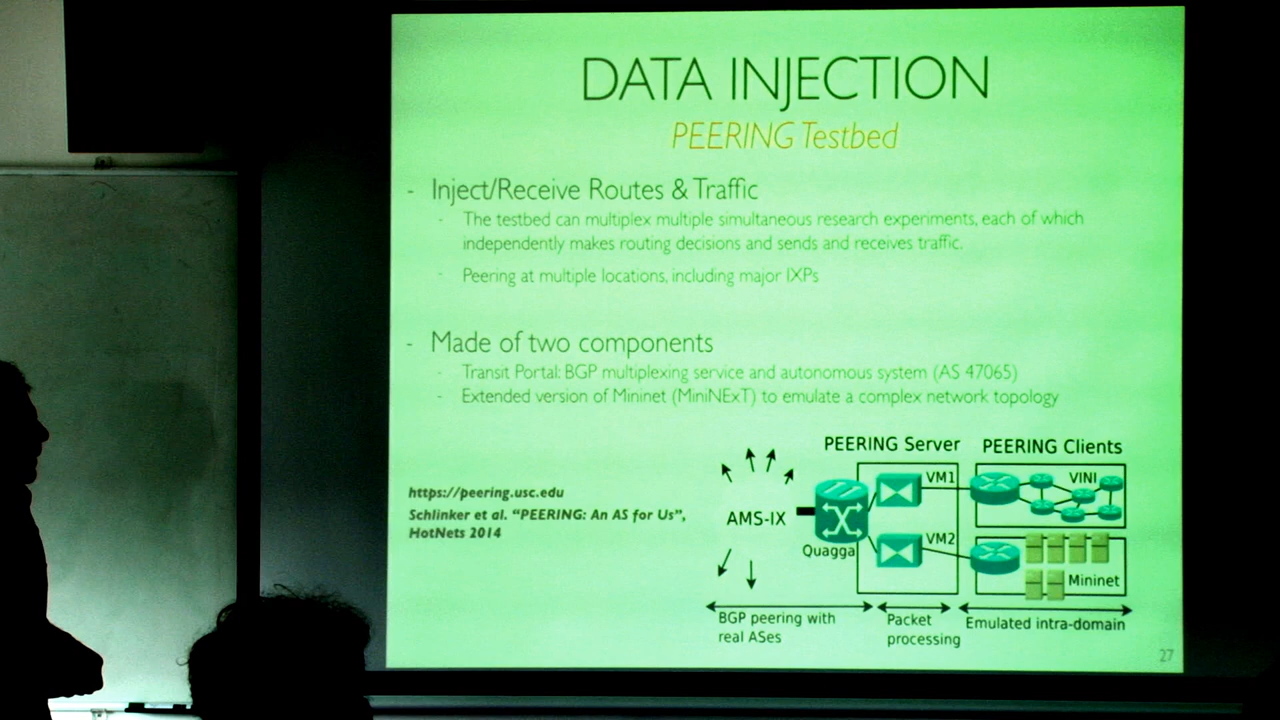 DATA INJECTION
PEERING Testbed
- Inject/Receive Routes & Traffic
- The testbed can multiplex multiple simultaneous research experiments, each of which
independently makes routing decisions and sends and receives traffic.
- Peering at multiple locations, including major IXPs
- Made of two components
- Transit Portal: BGP multiplexing service and autonomous system (AS 47065)
- Extended version of Mininet (MiniNExT) to emulate a complex network topology
https://peering.usc.edu
Schlinker et al. “PEERING: An AS for Us”,
HotNets 2014
PEERING Server
PEERING Clients
VM1
VINI
AMS-IX
Quagga
VM2
Mininet
BGP peering with
real ASes
Packet
processing
Emulated intra-domain
27